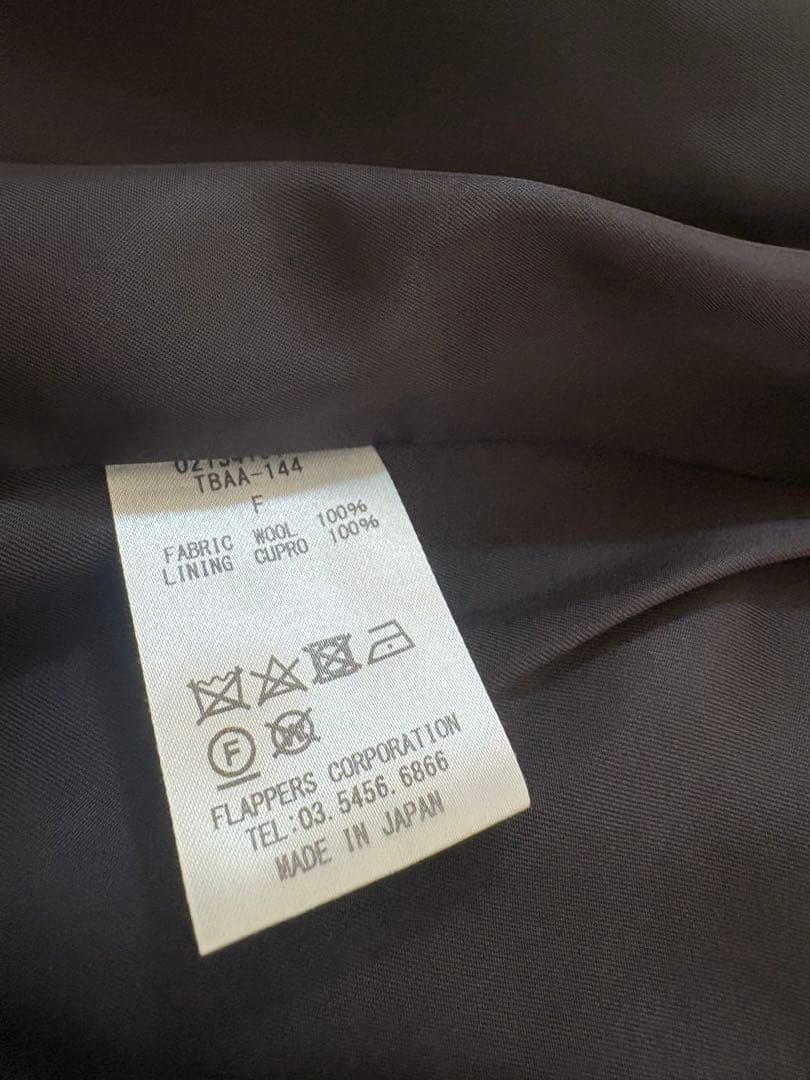 TBAA-144
F
FABRIC WOOL 100%
LINING CUPRO 100%
F
W
FLAPPERS CORPORATION
TEL:03.5456.6866
MADE IN JAPAN